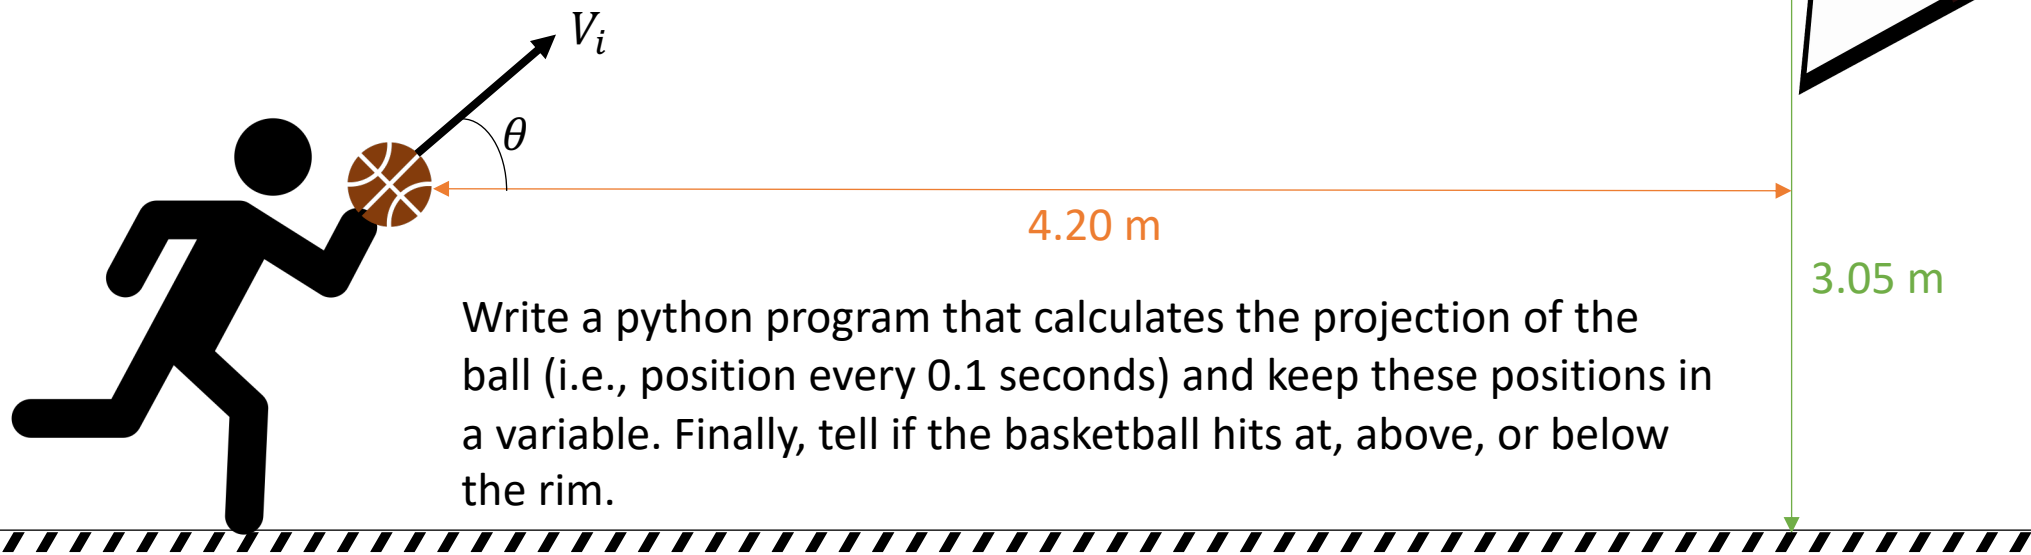 𝑉ᵢ
θ
4.20 m
3.05 m
Write a python program that calculates the projection of the
ball (i.e., position every 0.1 seconds) and keep these positions in
a variable. Finally, tell if the basketball hits at, above, or below
the rim.